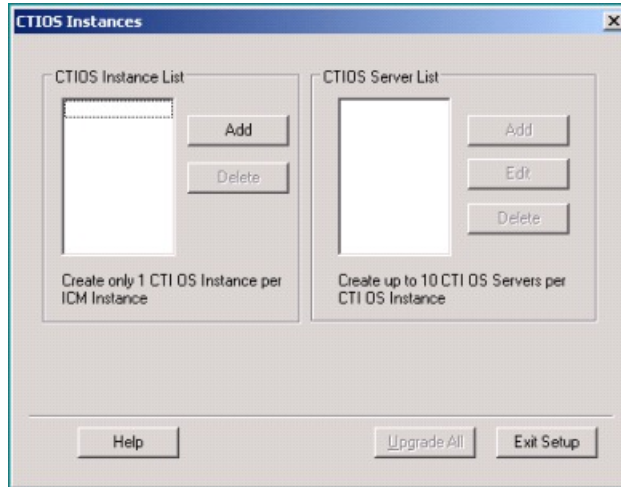 CTIOS Instances
CTIOS Instance List
Add
Delete
Create only 1 CTI OS Instance per
ICM Instance
CTIOS Server List
Add
Edit
Delete
Create up to 10 CTI OS Servers per
CTI OS Instance
Help
Upgrade All
Exit Setup